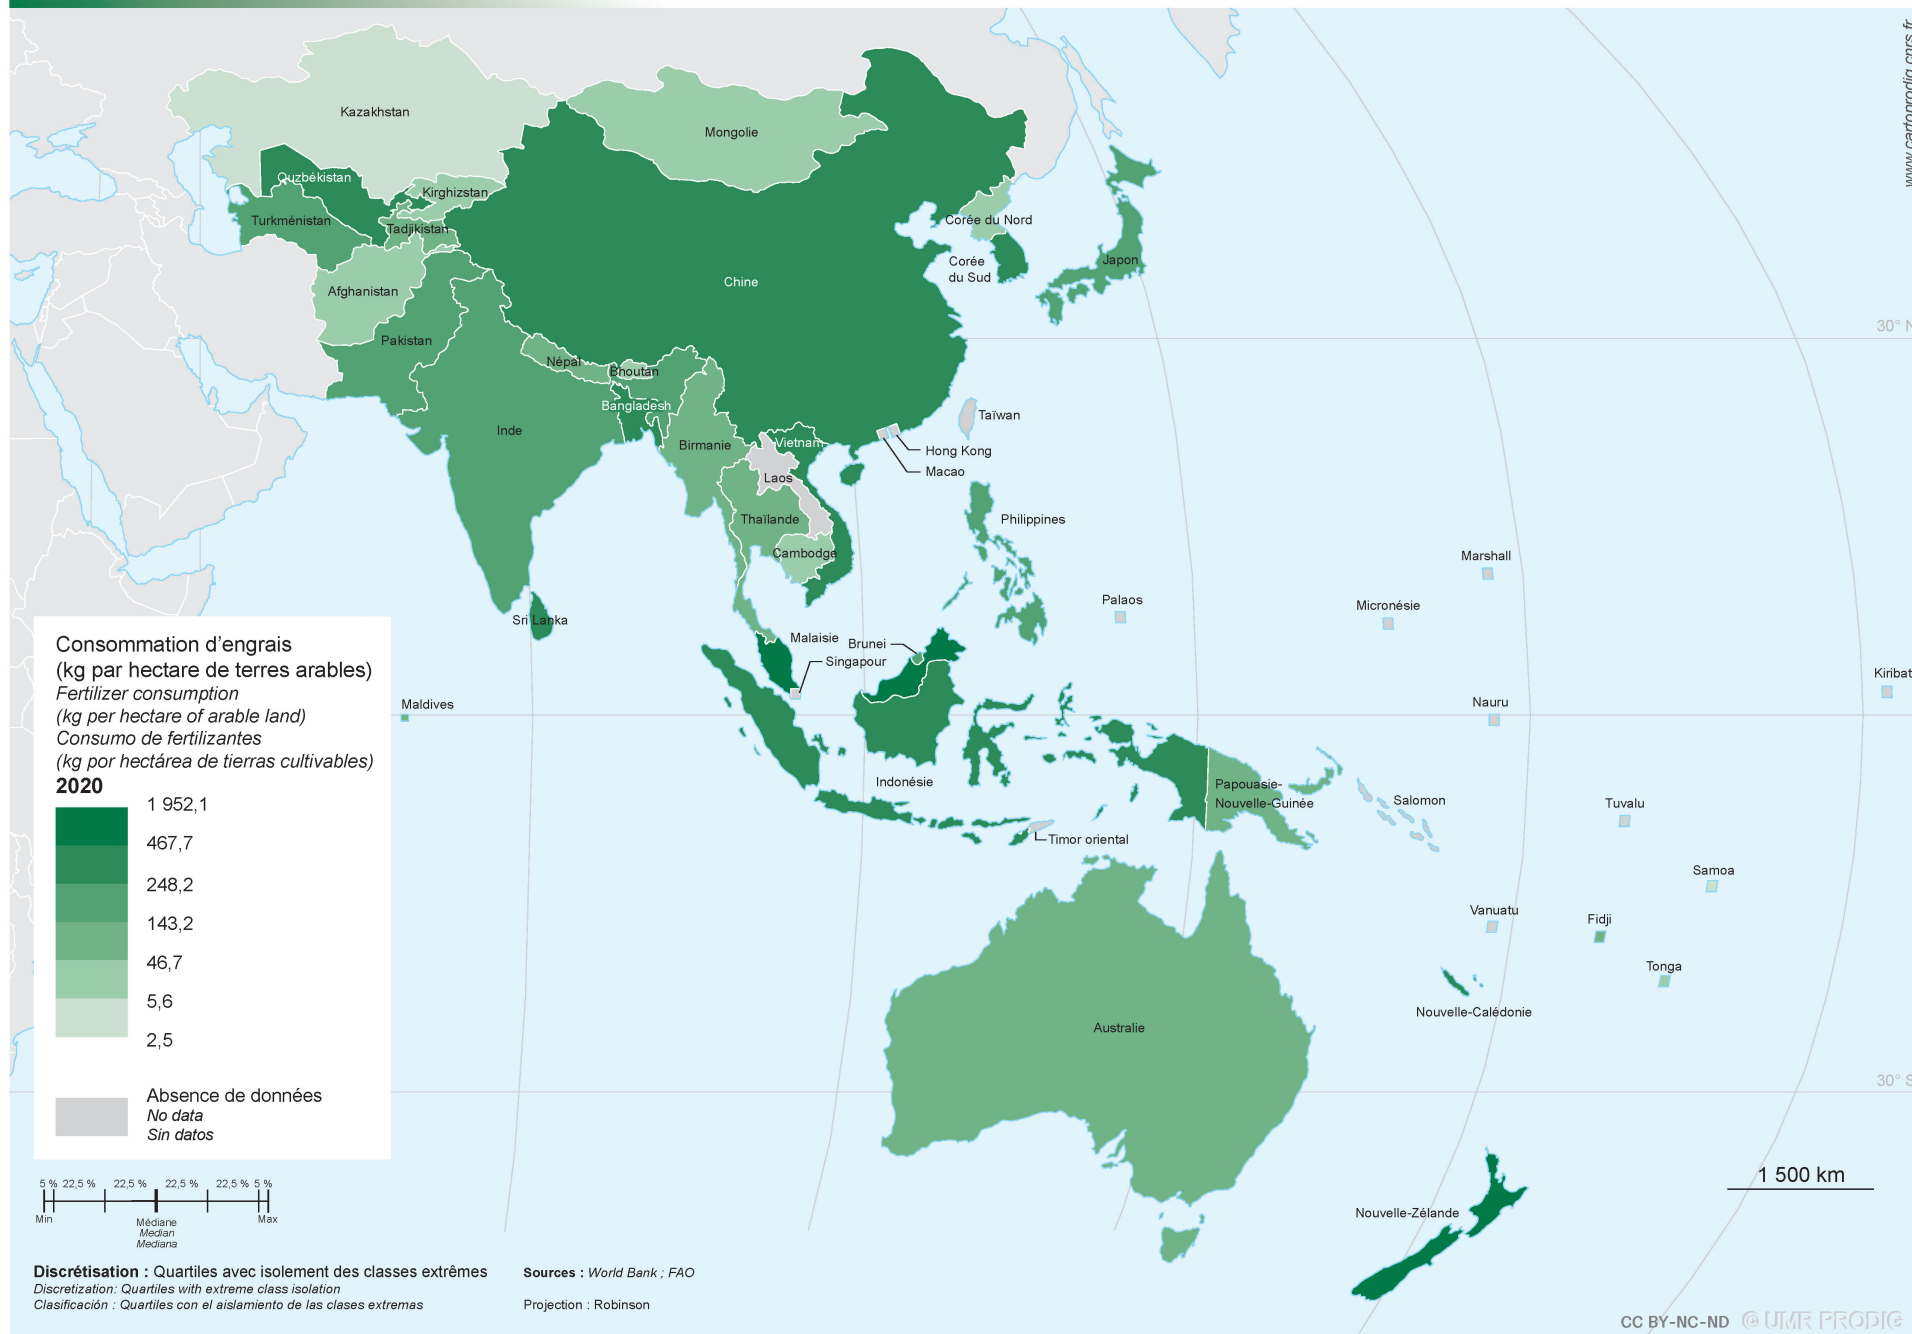 www.cartoprodig.cnrs.fr
Kazakhstan
Mongolie
Ouzbékistan
Kirghizstan
Turkménistan
Tadjikistan
Corée du Nord
Corée
du Sud
Japon
Chine
Afghanistan
30° N
Pakistan
Népal
Bhoutan
Bangladesh
Inde
Taïwan
Birmanie
Vietnam
Hong Kong
Macao
Laos
Thaïlande
Philippines
Cambodge
Marshall
Palaos
Micronésie
Sri Lanka
Malaisie
Brunei
Singapour
Kiribat
Maldives
Nauru
Indonésie
Papouasie-
Nouvelle-Guinée
Salomon
Tuvalu
Timor oriental
Samoa
Vanuatu
Fidji
Tonga
Nouvelle-Calédonie
Australie
30° S
Nouvelle-Zélande
1 500 km
Consommation d'engrais
(kg par hectare de terres arables)
Fertilizer consumption
(kg per hectare of arable land)
Consumo de fertilizantes
(kg por hectárea de tierras cultivables)
2020
1 952,1
467,7
248,2
143,2
46,7
5,6
2,5
Absence de données
No data
Sin datos
5 % 22,5 % 22,5 % 22,5 % 22,5 % 5 %
Min Max
Médiane
Median
Mediana
Discrétisation : Quartiles avec isolement des classes extrêmes
Discretization: Quartiles with extreme class isolation
Clasificación : Quartiles con el aislamiento de las clases extremas
Sources : World Bank ; FAO
Projection : Robinson
CC BY-NC-ND © UMR PRODIG